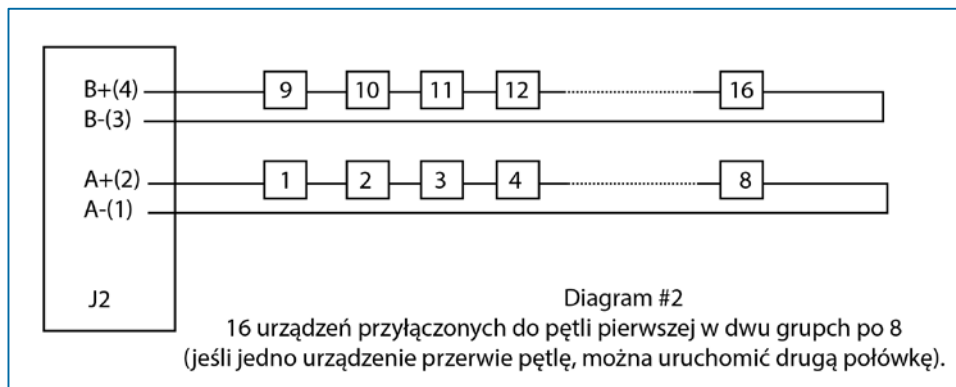 B+(4) 9 10 11 12 16
B-(3)
A+(2) 1 2 3 4 8
A-(1)
J2
Diagram #2
16 urządzeń przyłączonych do pętli pierwszej w dwu grupch po 8
(jeśli jedno urządzenie przerwie pętlę, można uruchomić drugą połówkę).